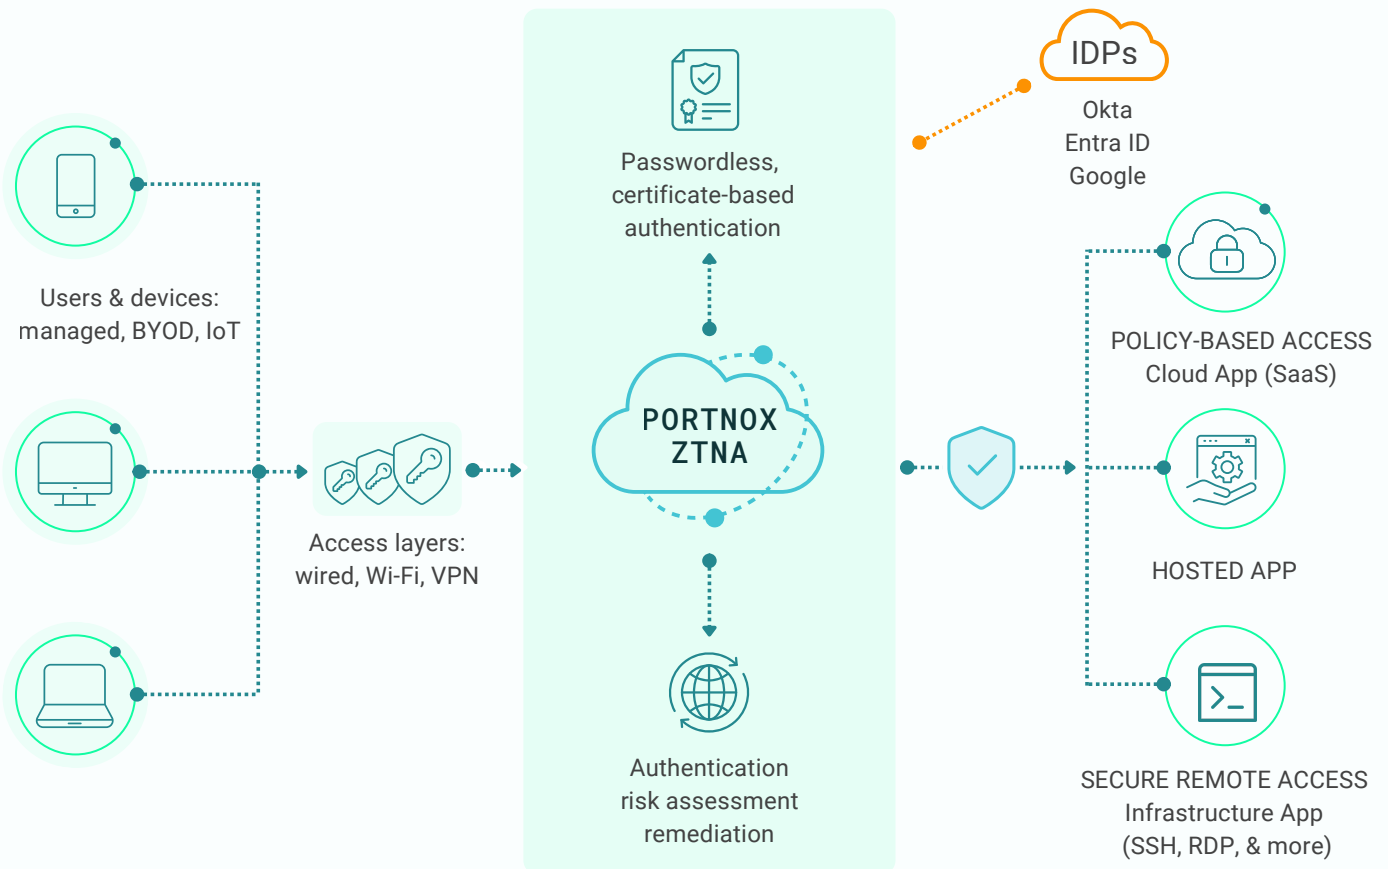 Users & devices:
managed, BYOD, IoT
Access layers:
wired, Wi-Fi, VPN
Passwordless,
certificate-based
authentication
PORTNOX
ZTNA
Authentication
risk assessment
remediation
IDPs
Okta
Entra ID
Google
POLICY-BASED ACCESS
Cloud App (SaaS)
HOSTED APP
SECURE REMOTE ACCESS
Infrastructure App
(SSH, RDP, & more)